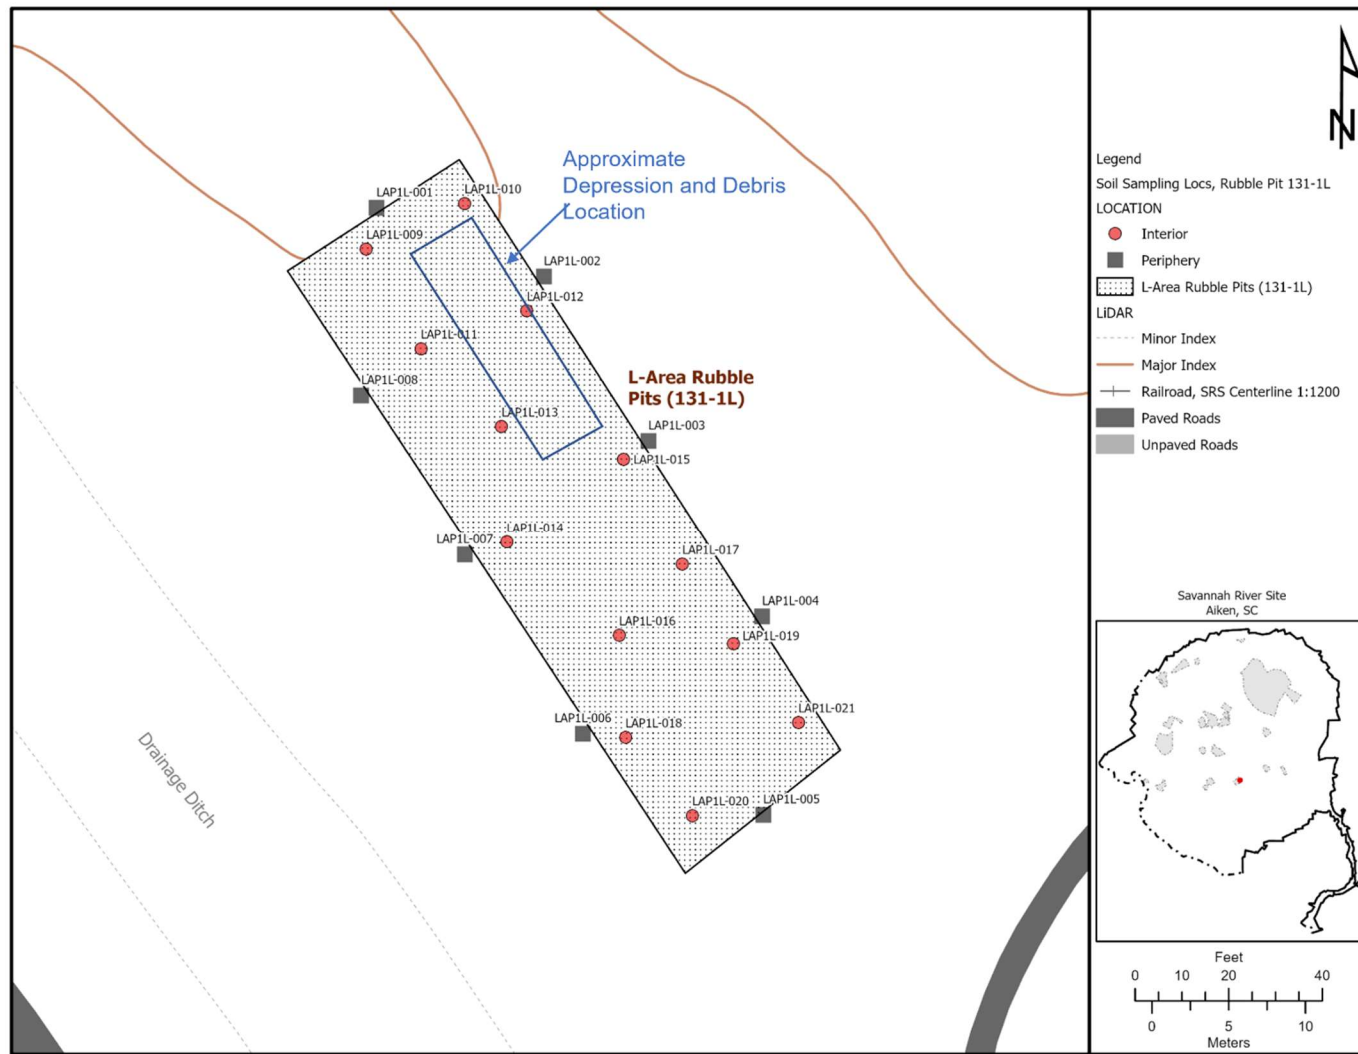 Approximate
Depression and Debris
Location
LAP1L-001
LAP1L-010
LAP1L-009
LAP1L-002
LAP1L-012
LAP1L-011
LAP1L-008
L-Area Rubble
Pits (131-1L)
LAP1L-013
LAP1L-003
LAP1L-015
LAP1L-014
LAP1L-007
LAP1L-017
LAP1L-004
LAP1L-016
LAP1L-019
LAP1L-021
LAP1L-006
LAP1L-018
LAP1L-020
LAP1L-005
Drainage Ditch
N
Legend
Soil Sampling Locs, Rubble Pit 131-1L
LOCATION
Interior
Periphery
L-Area Rubble Pits (131-1L)
LiDAR
Minor Index
Major Index
Railroad, SRS Centerline 1:1200
Paved Roads
Unpaved Roads
Savannah River Site
Aiken, SC
Feet
0 10 20 40
0 5 10
Meters